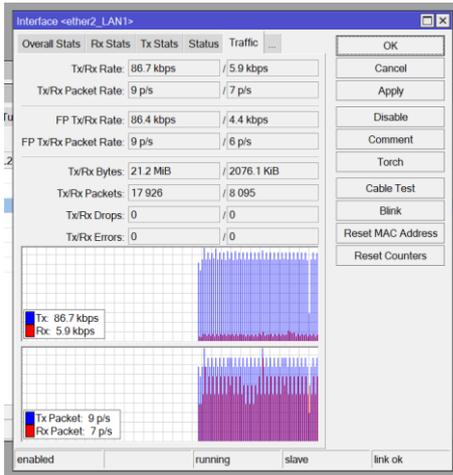 Interface <ether2_LAN1>
Overall Stats Rx Stats Tx Stats Status Traffic ...
OK
Tx/Rx Rate: 86.7 kbps / 5.9 kbps
Cancel
Tx/Rx Packet Rate: 9 p/s / 7 p/s
Apply
FP Tx/Rx Rate: 86.4 kbps / 4.4 kbps
Disable
FP Tx/Rx Packet Rate: 9 p/s / 6 p/s
Comment
Torch
Tx/Rx Bytes: 21.2 MiB / 2076.1 KiB
Cable Test
Tx/Rx Packets: 17 926 / 8 095
Blink
Tx/Rx Drops: 0 / 0
Reset MAC Address
Tx/Rx Errors: 0 / 0
Reset Counters
Tx: 86.7 kbps
Rx: 5.9 kbps
Tx Packet: 9 p/s
Rx Packet: 7 p/s
enabled running slave link ok